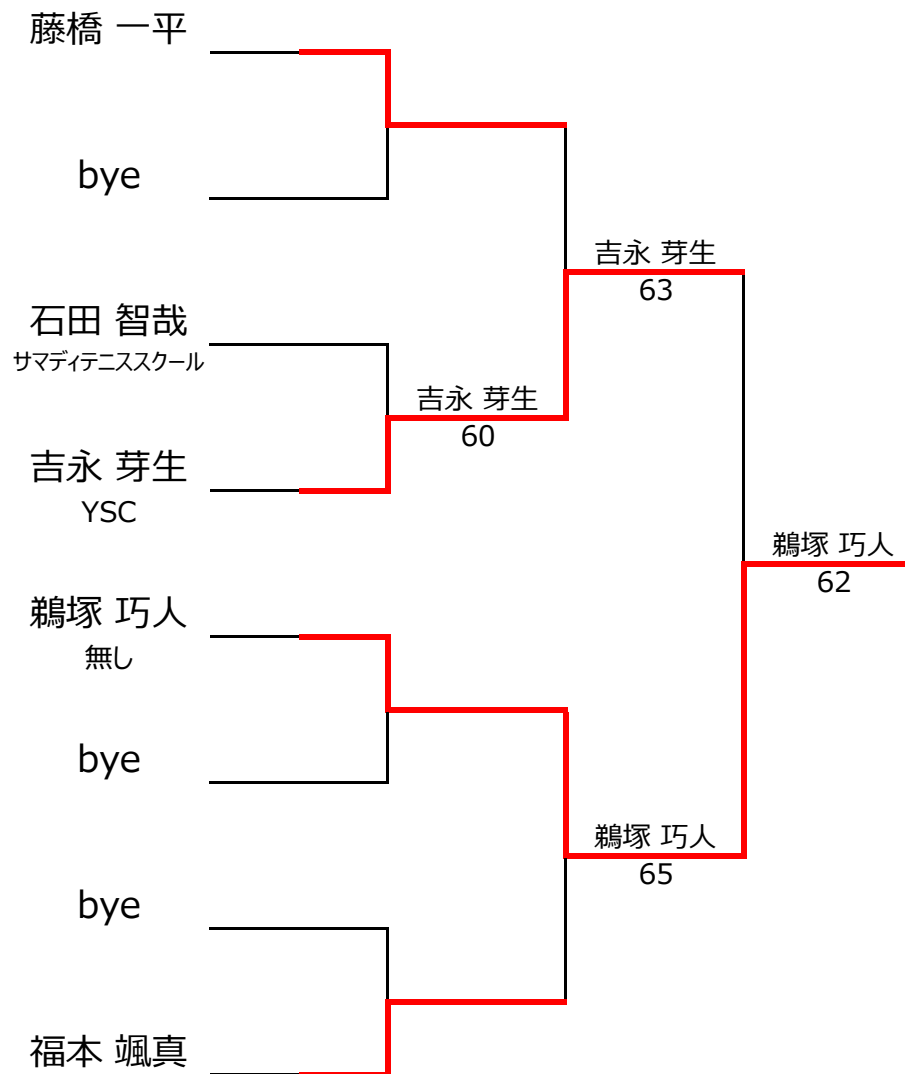 藤橋 一平
bye
吉永 芽生
63
石田 智哉
サマディテニススクール
吉永 芽生
60
吉永 芽生
YSC
鵜塚 巧人
62
鵜塚 巧人
無し
bye
鵜塚 巧人
65
bye
福本 颯真